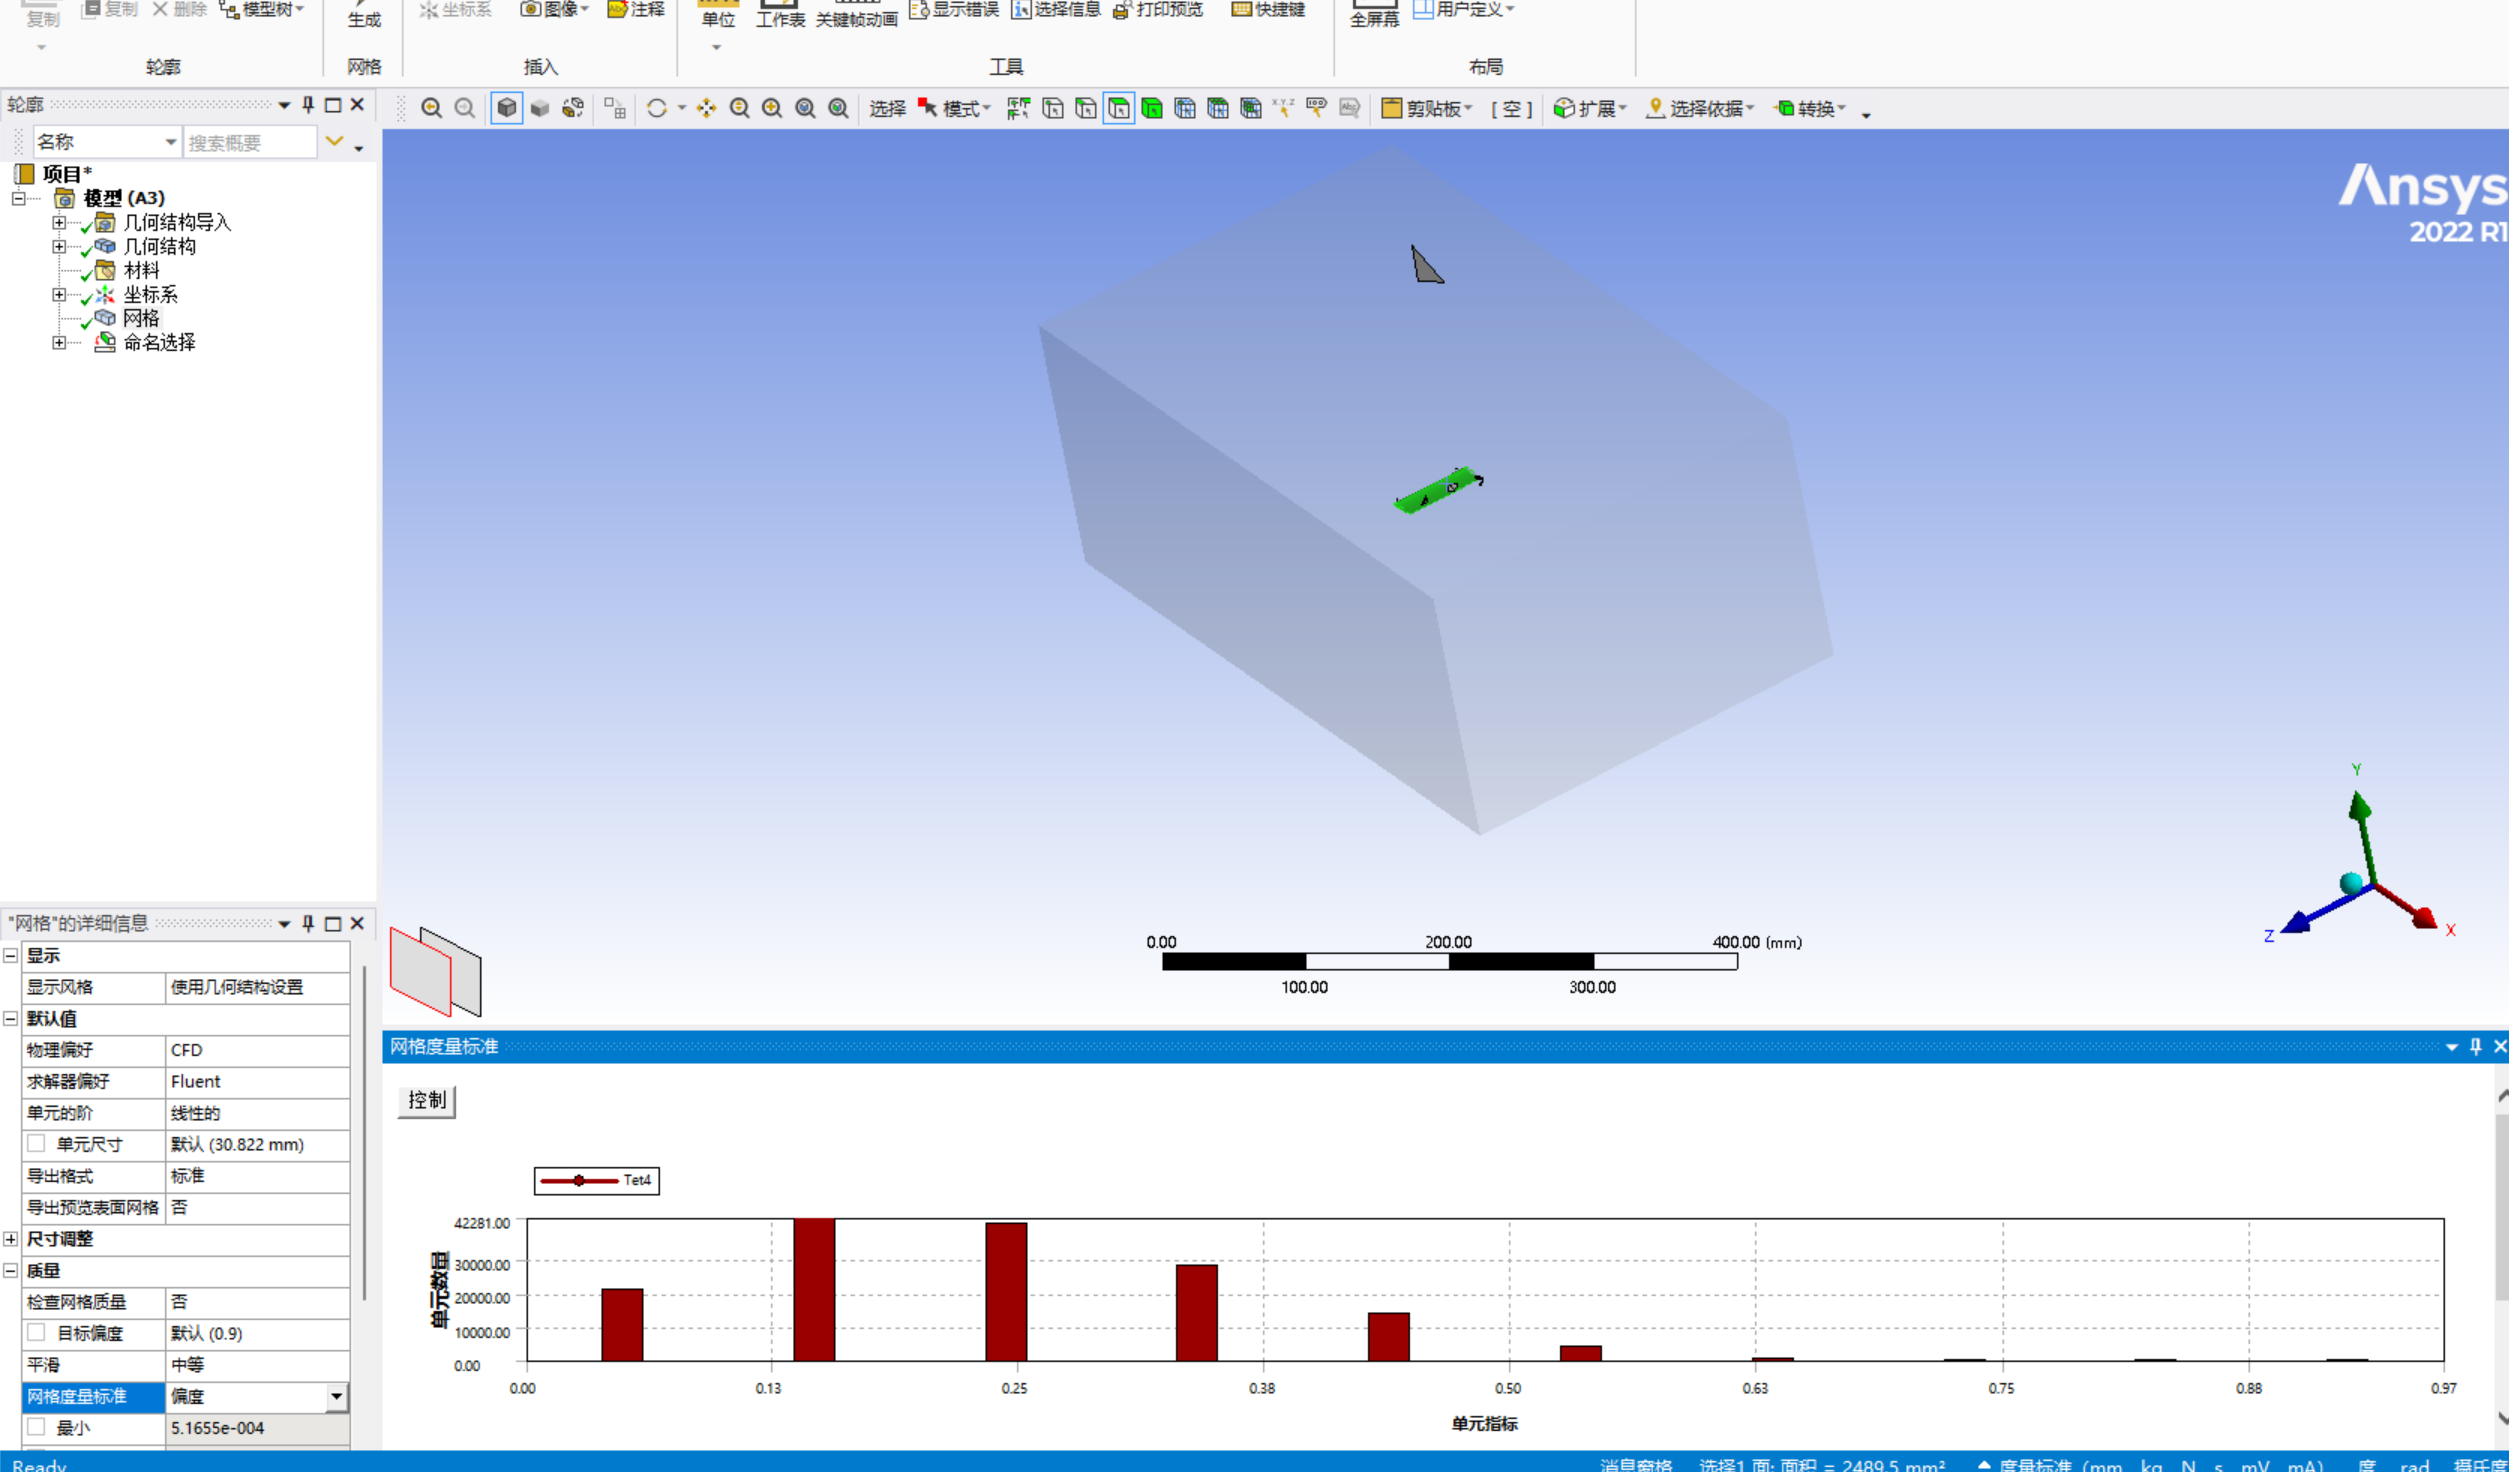 复制 复制 删除 模型树 生成 坐标系 图像 注释 单位 工作表 关键帧动画 显示错误 选择信息 打印预览 快捷键 全屏幕 用户定义
轮廓 网格 插入 工具 布局
轮廓
选择 模式 剪贴板 [空] 扩展 选择依据 转换
名称 搜索概要
项目*
模型 (A3)
几何结构导入
几何结构
材料
坐标系
网格
命名选择
Ansys
2022 R1
Y
Z
X
0.00 200.00 400.00 (mm)
100.00 300.00
"网格"的详细信息
显示
显示风格 使用几何结构设置
默认值
物理偏好 CFD
求解器偏好 Fluent
单元的阶 线性的
单元尺寸 默认 (30.822 mm)
导出格式 标准
导出预览表面网格 否
尺寸调整
质量
检查网格质量 否
目标偏度 默认 (0.9)
平滑 中等
网格度量标准 偏度
最小 5.1655e-004
网格度量标准
控制
Tet4
单元数量
42281.00
30000.00
20000.00
10000.00
0.00
0.00 0.13 0.25 0.38 0.50 0.63 0.75 0.88 0.97
单元指标
Ready 消息窗格 选择1 面: 面积 = 2489.5 mm² 度量标准 (mm, kg, N, s, mV, mA) 度 rad 摄氏度